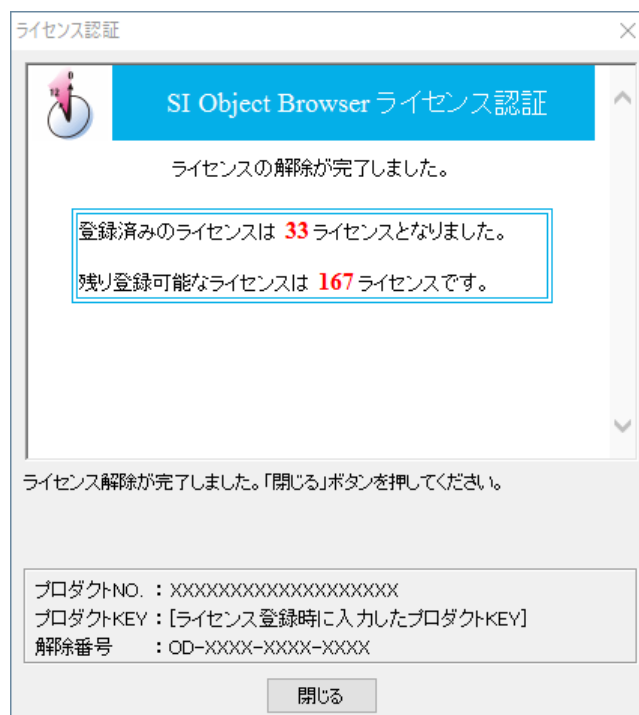 ライセンス認証
SI Object Browser ライセンス認証
ライセンスの解除が完了しました。
登録済みのライセンスは 33 ライセンスとなりました。
残り登録可能なライセンスは 167 ライセンスです。
ライセンス解除が完了しました。「閉じる」ボタンを押してください。
プロダクトNO. : XXXXXXXXXXXXXXXXXXX
プロダクトKEY : [ライセンス登録時に入力したプロダクトKEY]
解除番号 : OD-XXXX-XXXX-XXXX
閉じる